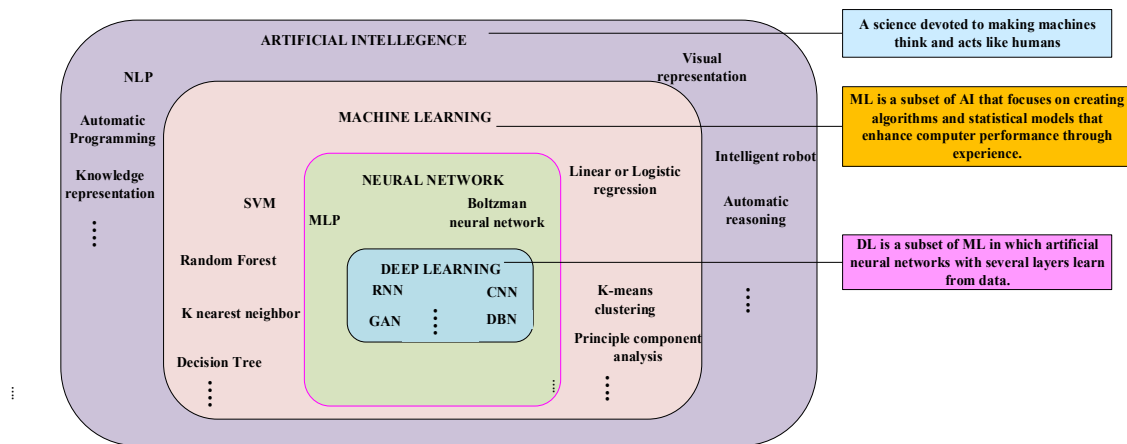 ARTIFICIAL INTELLEGENCE
A science devoted to making machines
think and acts like humans
NLP
Visual
representation
Automatic
Programming
Knowledge
representation
MACHINE LEARNING
ML is a subset of AI that focuses on creating
algorithms and statistical models that
enhance computer performance through
experience.
Intelligent robot
Automatic
reasoning
SVM
Random Forest
K nearest neighbor
Decision Tree
Linear or Logistic
regression
K-means
clustering
Principle component
analysis
NEURAL NETWORK
MLP
Boltzman
neural network
DEEP LEARNING
RNN
CNN
GAN
DBN
DL is a subset of ML in which artificial
neural networks with several layers learn
from data.